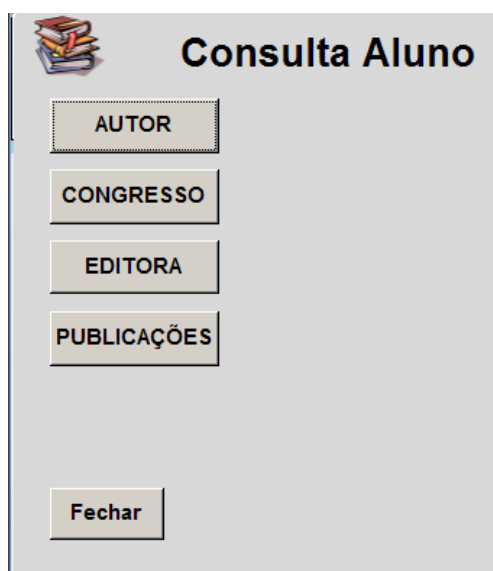 Consulta Aluno
AUTOR
CONGRESSO
EDITORA
PUBLICAÇÕES
Fechar